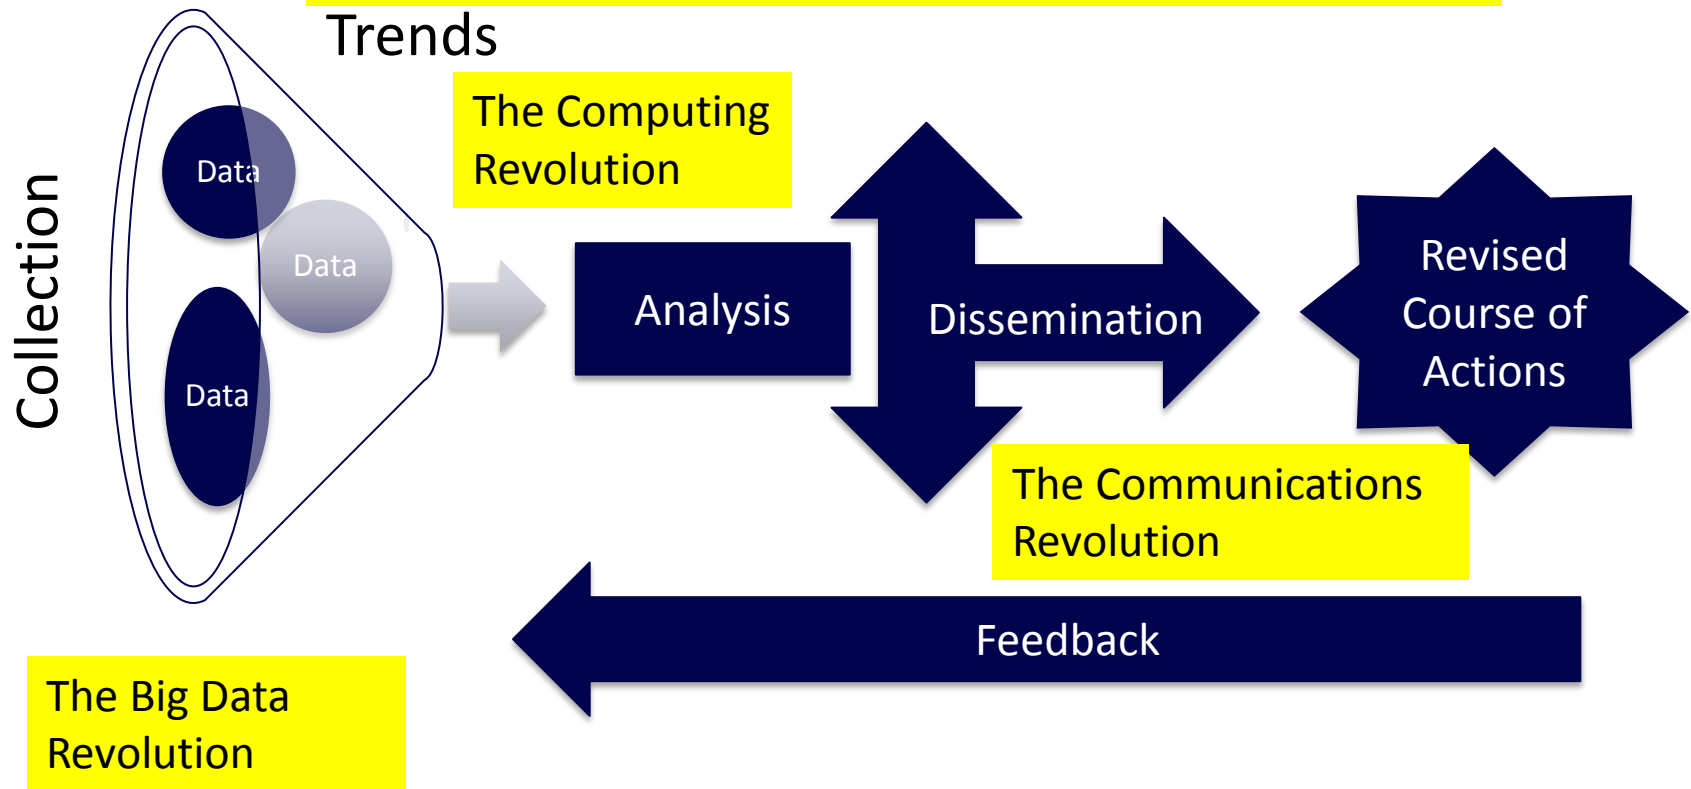 Trends
The Computing
Revolution
Collection
Data
Data
Data
Analysis
Dissemination
Revised
Course of
Actions
The Communications
Revolution
Feedback
The Big Data
Revolution